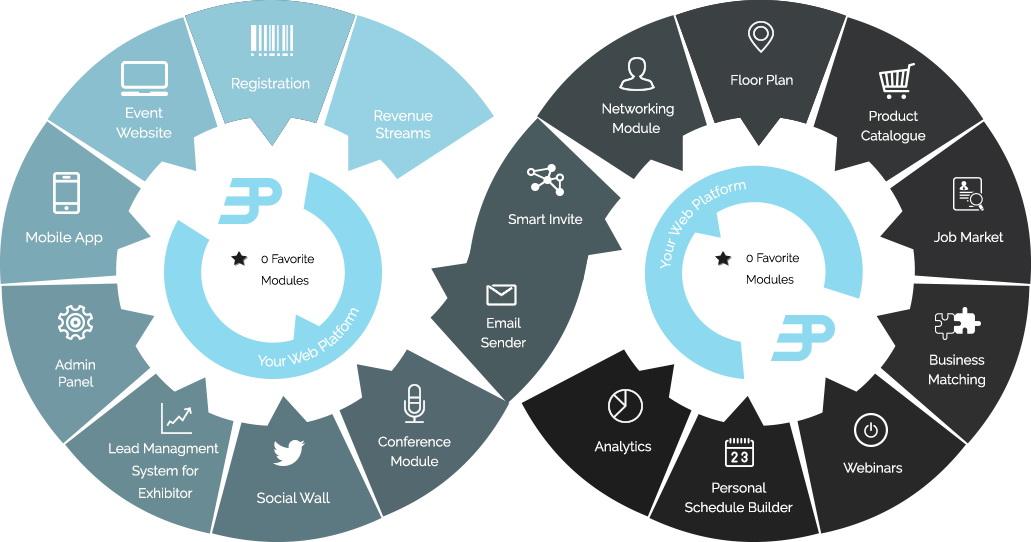 Registration
Revenue
Streams
Event
Website
Mobile App
Admin
Panel
Lead Managment
System for
Exhibitor
Social Wall
Conference
Module
Email
Sender
Smart Invite
Networking
Module
Floor Plan
Product
Catalogue
Job Market
Business
Matching
Webinars
Personal
Schedule Builder
23
Analytics
3P
0 Favorite
Modules
Your Web Platform
Your Web Platform
0 Favorite
Modules
3P